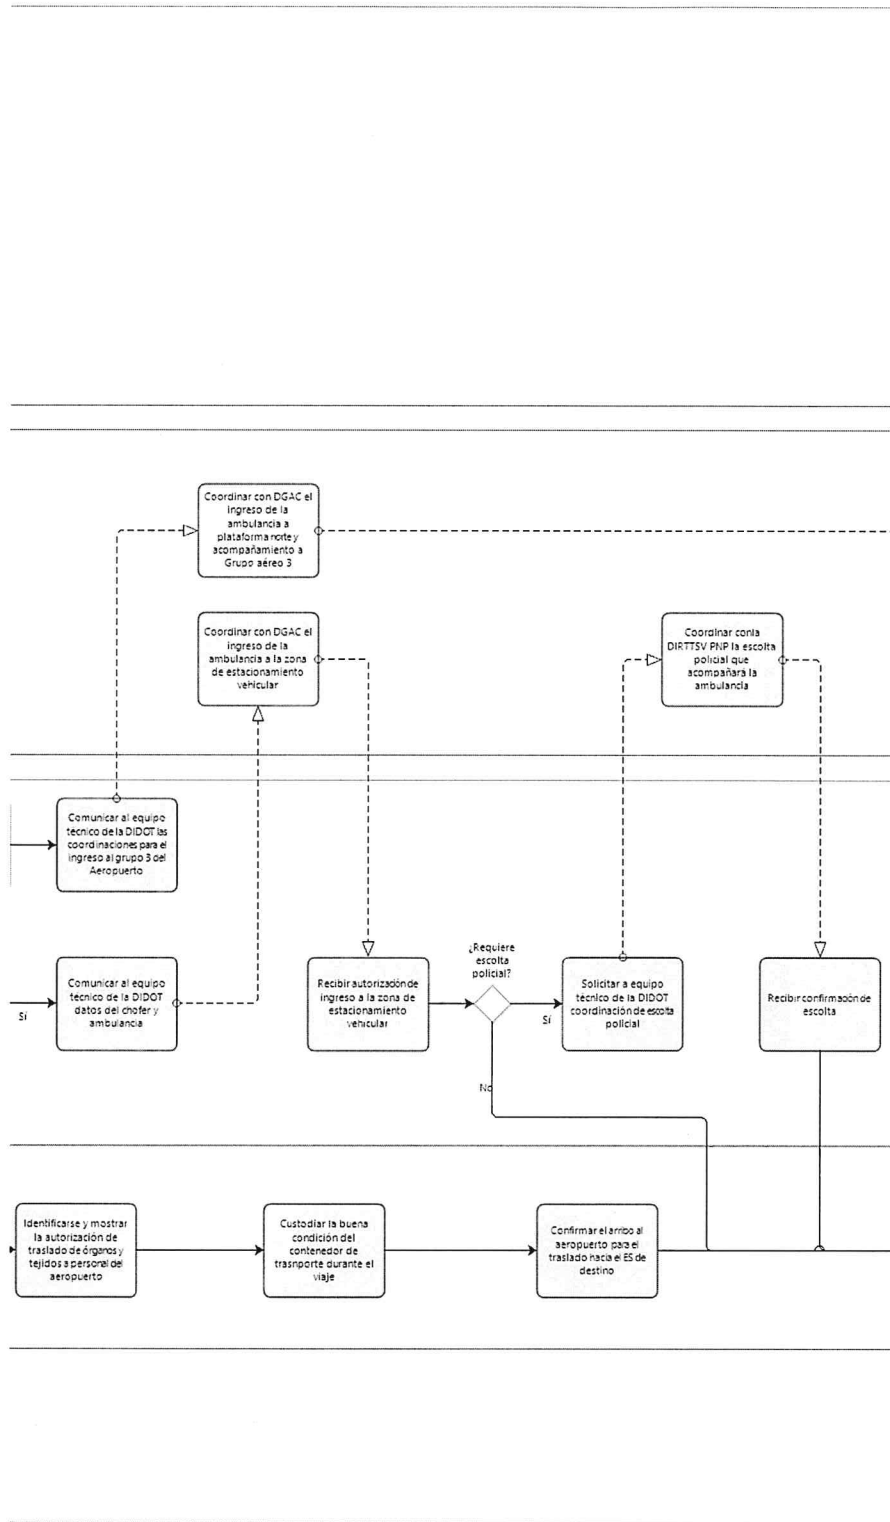 Coordinar con DGAC el
ingreso de la
ambulancia a
plataforma norte y
acompañamiento a
Grupo aéreo 3
Coordinar con DGAC el
ingreso de la
ambulancia a la zona
de estacionamiento
vehicular
Coordinar con la
DIRTTSV PNP la escolta
policial que
acompañará la
ambulancia
Comunicar al equipo
técnico de la DIDOT las
coordinaciones para el
ingreso al grupo 3 del
Aeropuerto
Sí
Comunicar al equipo
técnico de la DIDOT
datos del chofer y
ambulancia
Recibir autorización de
ingreso a la zona de
estacionamiento
vehicular
¿Requiere
escolta
policial?
Sí
No
Solicitar a equipo
técnico de la DIDOT
coordinación de escolta
policial
Recibir confirmación de
escolta
Identificarse y mostrar
la autorización de
traslado de órganos y
tejidos a personal del
aeropuerto
Custodiar la buena
condición del
contenedor de
trasnporte durante el
viaje
Confirmar el arribo al
aeropuerto para el
traslado hacia el ES de
destino